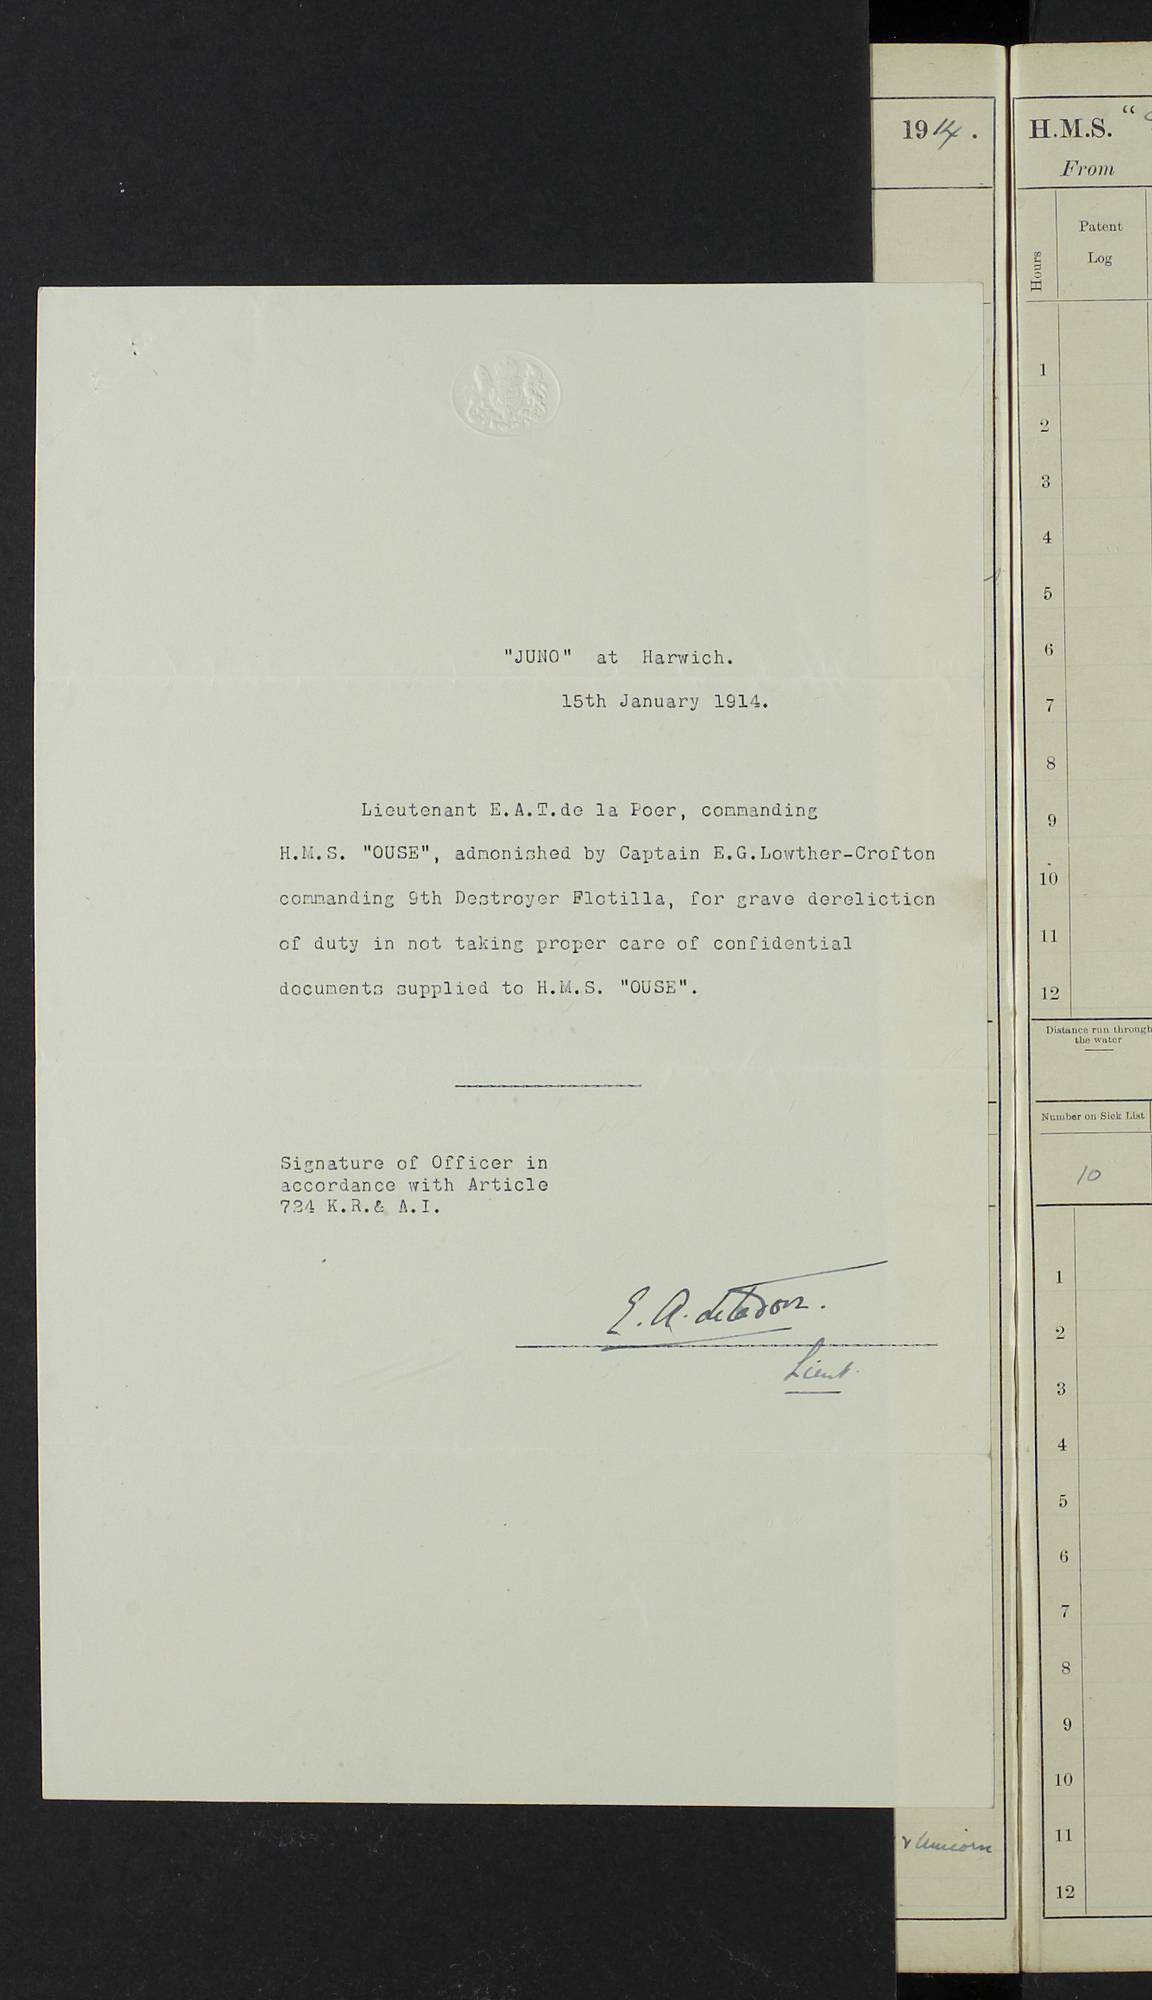 "JUNO" at Harwich.
15th January 1914.
Lieutenant E.A.T.de la Poer, commanding
H.M.S. "OUSE", admonished by Captain E.G.Lowther-Crofton
commanding 9th Destroyer Flotilla, for grave dereliction
of duty in not taking proper care of confidential
documents supplied to H.M.S. "OUSE".
Signature of Officer in
accordance with Article
724 K.R.& A.I.
E. A. de la Poer.
Lieut.
1914.
& Unicorn
H.M.S. "
From
Hours
Patent
Log
1
2
3
4
5
6
7
8
9
10
11
12
Distance run through
the water
Number on Sick List
10
1
2
3
4
5
6
7
8
9
10
11
12